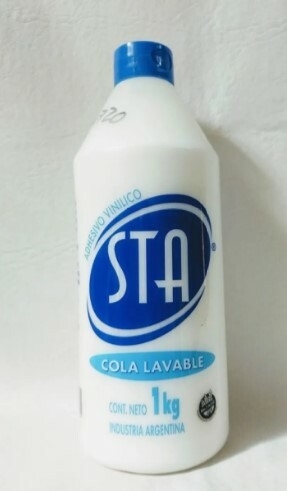 ADHESIVO VINILICO
STA®
COLA LAVABLE
CONT. NETO 1kg
INDUSTRIA ARGENTINA